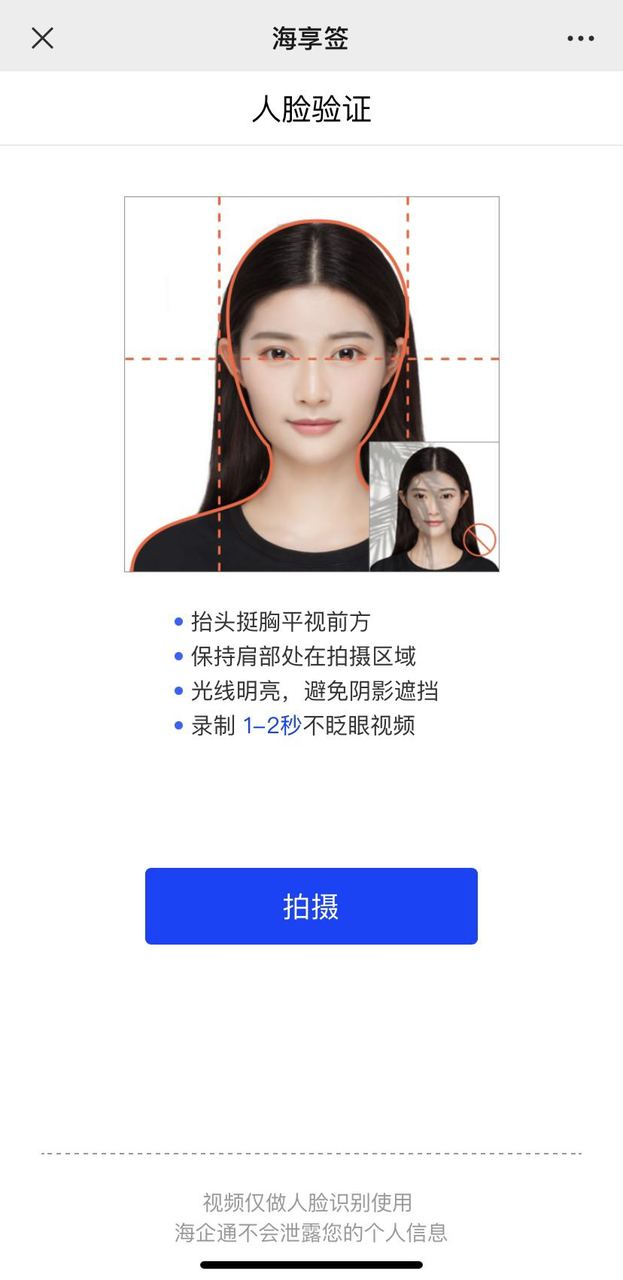 海享签
人脸验证
抬头挺胸平视前方
保持肩部处在拍摄区域
光线明亮，避免阴影遮挡
录制 1-2秒不眨眼视频
拍摄
视频仅做人脸识别使用
海企通不会泄露您的个人信息